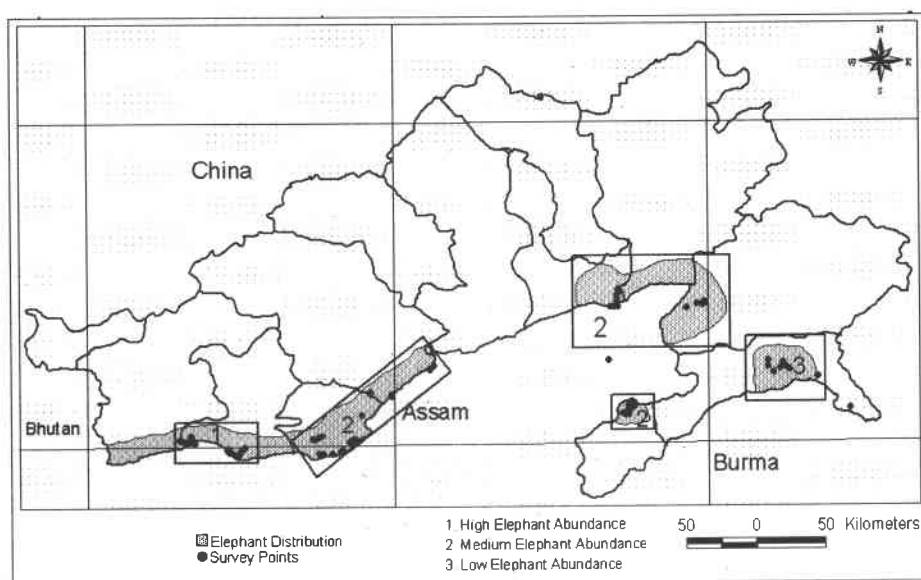 N
W E
S
China
2
1
2
Assam
3
2
Bhutan
Burma
Elephant Distribution
Survey Points
1 High Elephant Abundance
2 Medium Elephant Abundance
3 Low Elephant Abundance
50 0 50 Kilometers